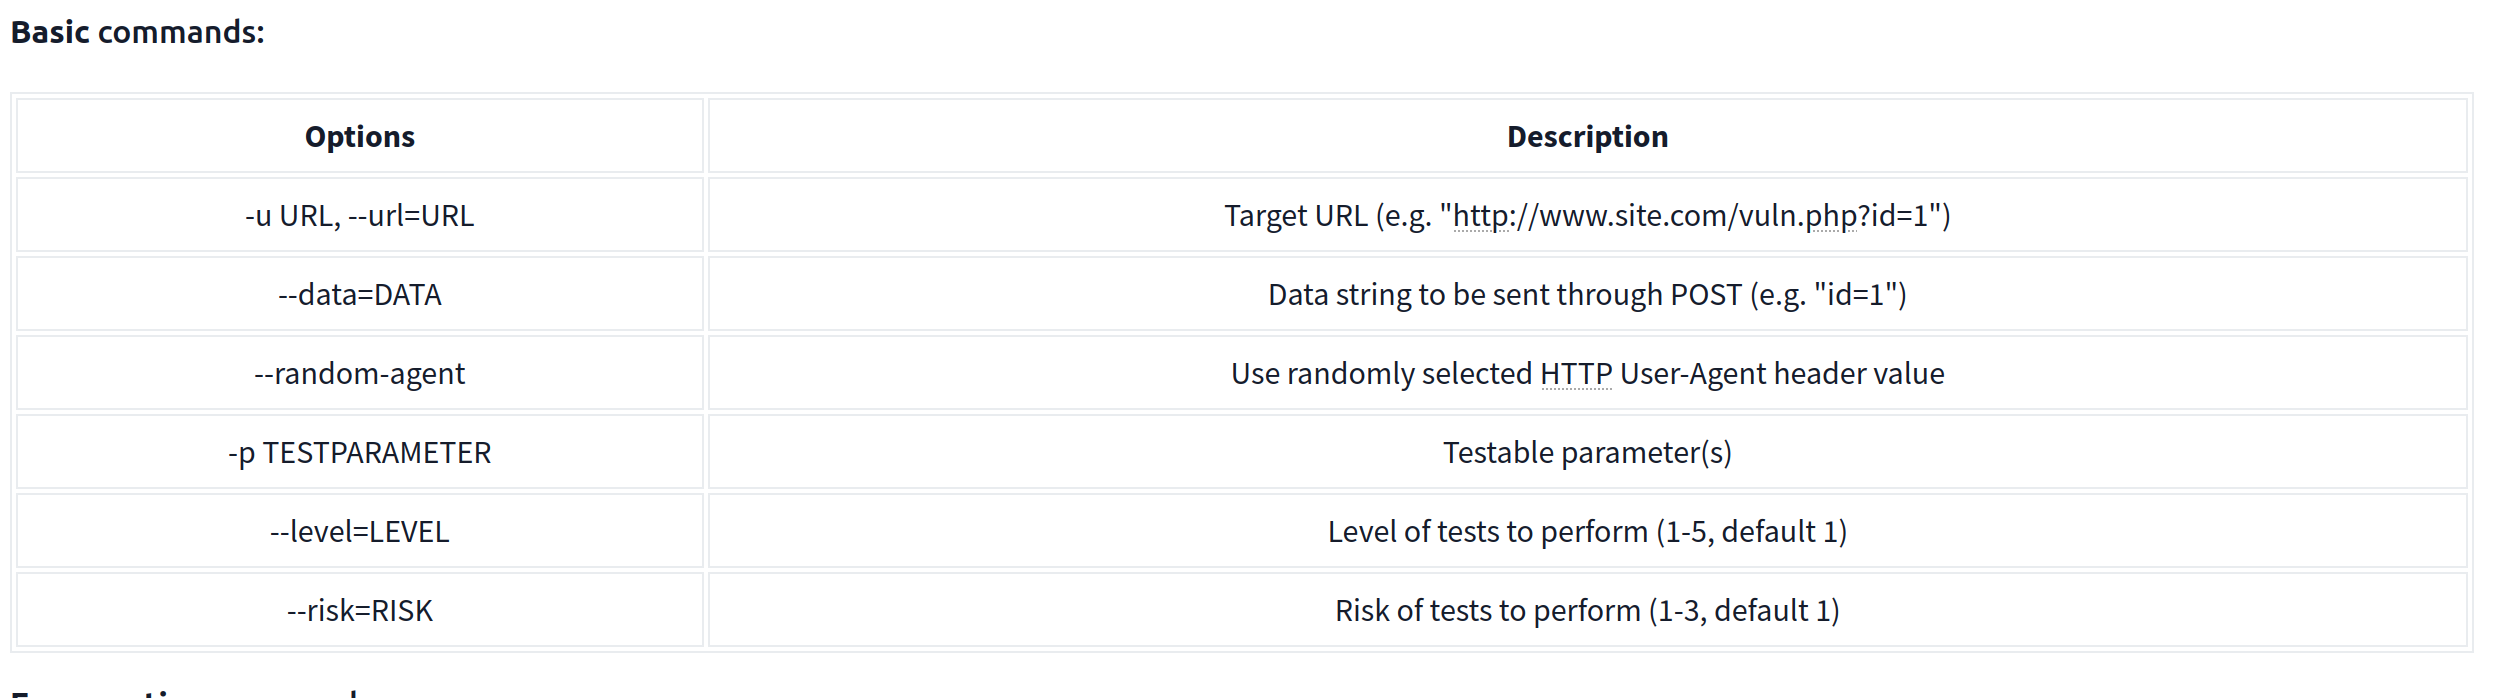 Basic commands:
Options Description
-u URL, --url=URL Target URL (e.g. "http://www.site.com/vuln.php?id=1")
--data=DATA Data string to be sent through POST (e.g. "id=1")
--random-agent Use randomly selected HTTP User-Agent header value
-p TESTPARAMETER Testable parameter(s)
--level=LEVEL Level of tests to perform (1-5, default 1)
--risk=RISK Risk of tests to perform (1-3, default 1)